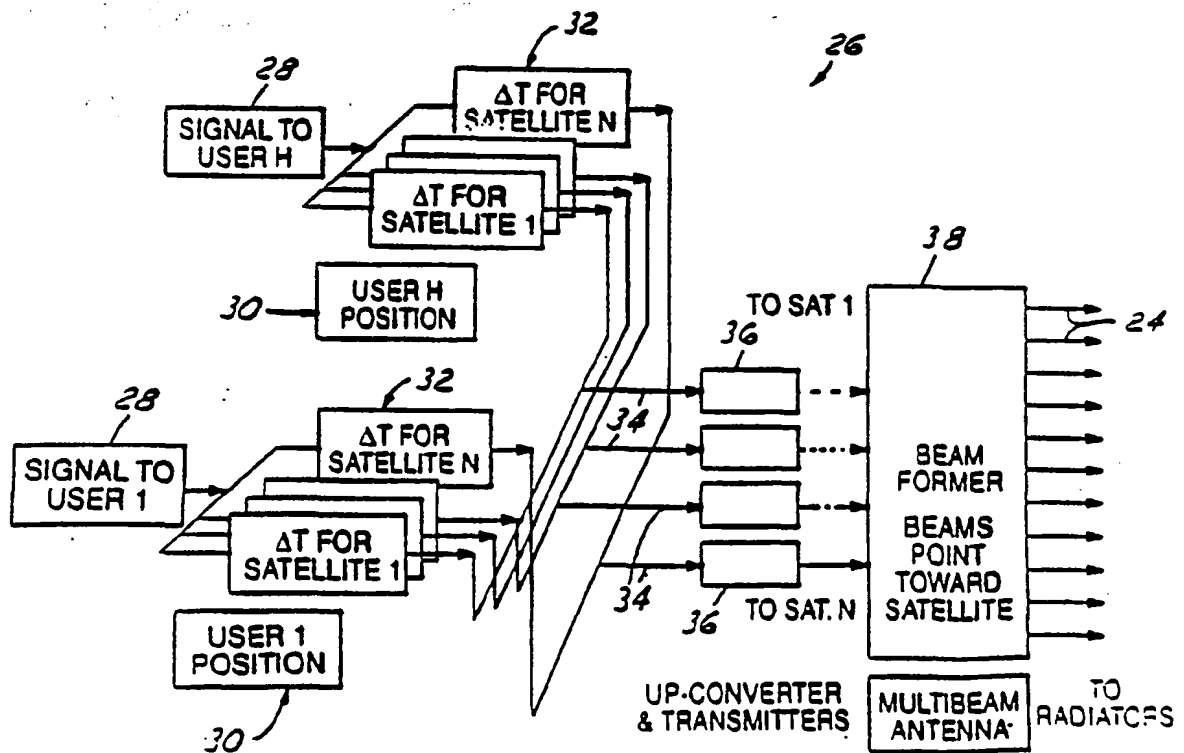 32
26
28
ΔT FOR
SATELLITE N
SIGNAL TO
USER H
ΔT FOR
SATELLITE 1
38
USER H
POSITION
30
TO SAT 1
24
36
32
28
34
ΔT FOR
SATELLITE N
34
SIGNAL TO
USER 1
BEAM
FORMER
ΔT FOR
SATELLITE 1
BEAMS
POINT
TOWARD
SATELLITE
34
36
TO SAT. N
USER 1
POSITION
30
UP-CONVERTER
& TRANSMITTERS
MULTIBEAM
ANTENNA
TO
RADIATORS